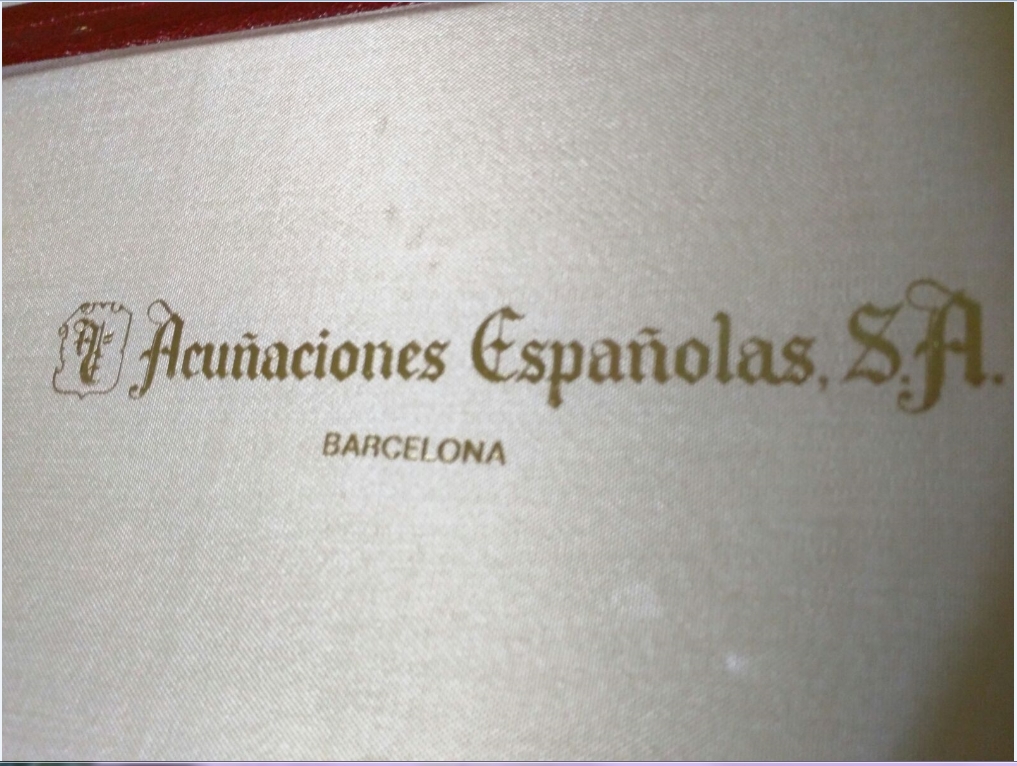 Acuñaciones Españolas, S.A.
BARCELONA